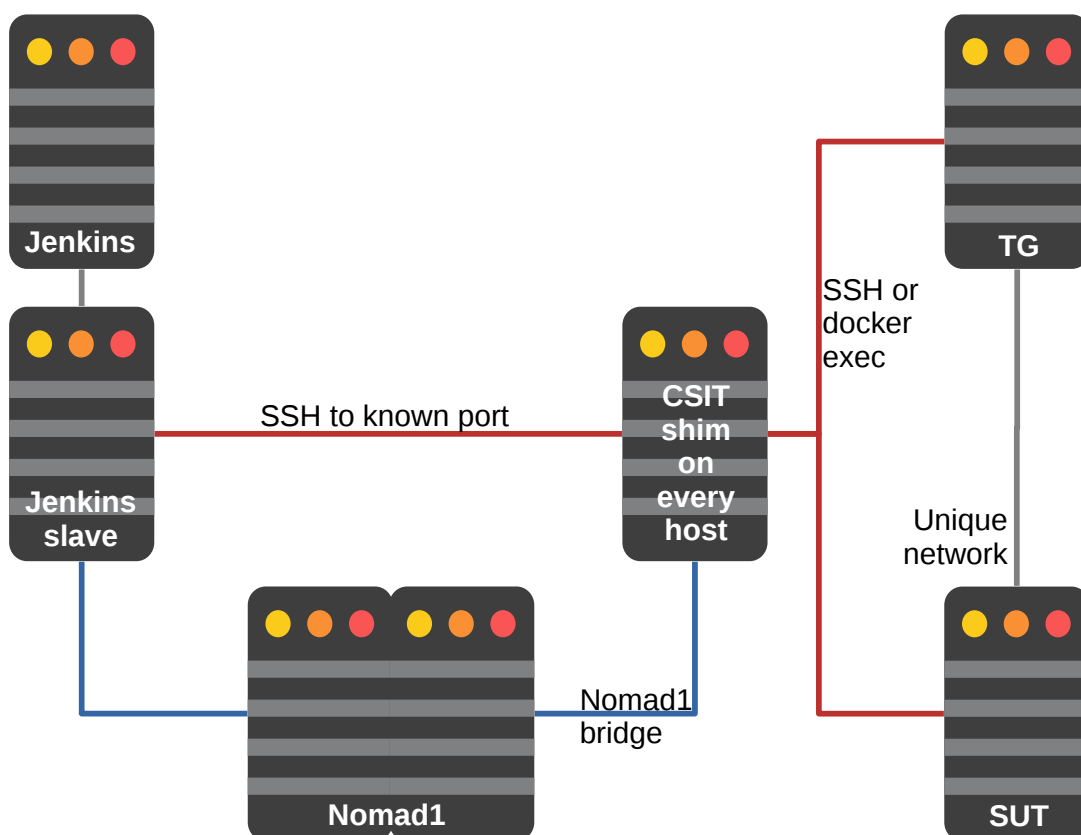 Jenkins
TG
SSH or
docker
exec
Jenkins
slave
SSH to known port
CSIT
shim
on
every
host
Unique
network
Nomad1
bridge
Nomad1
SUT